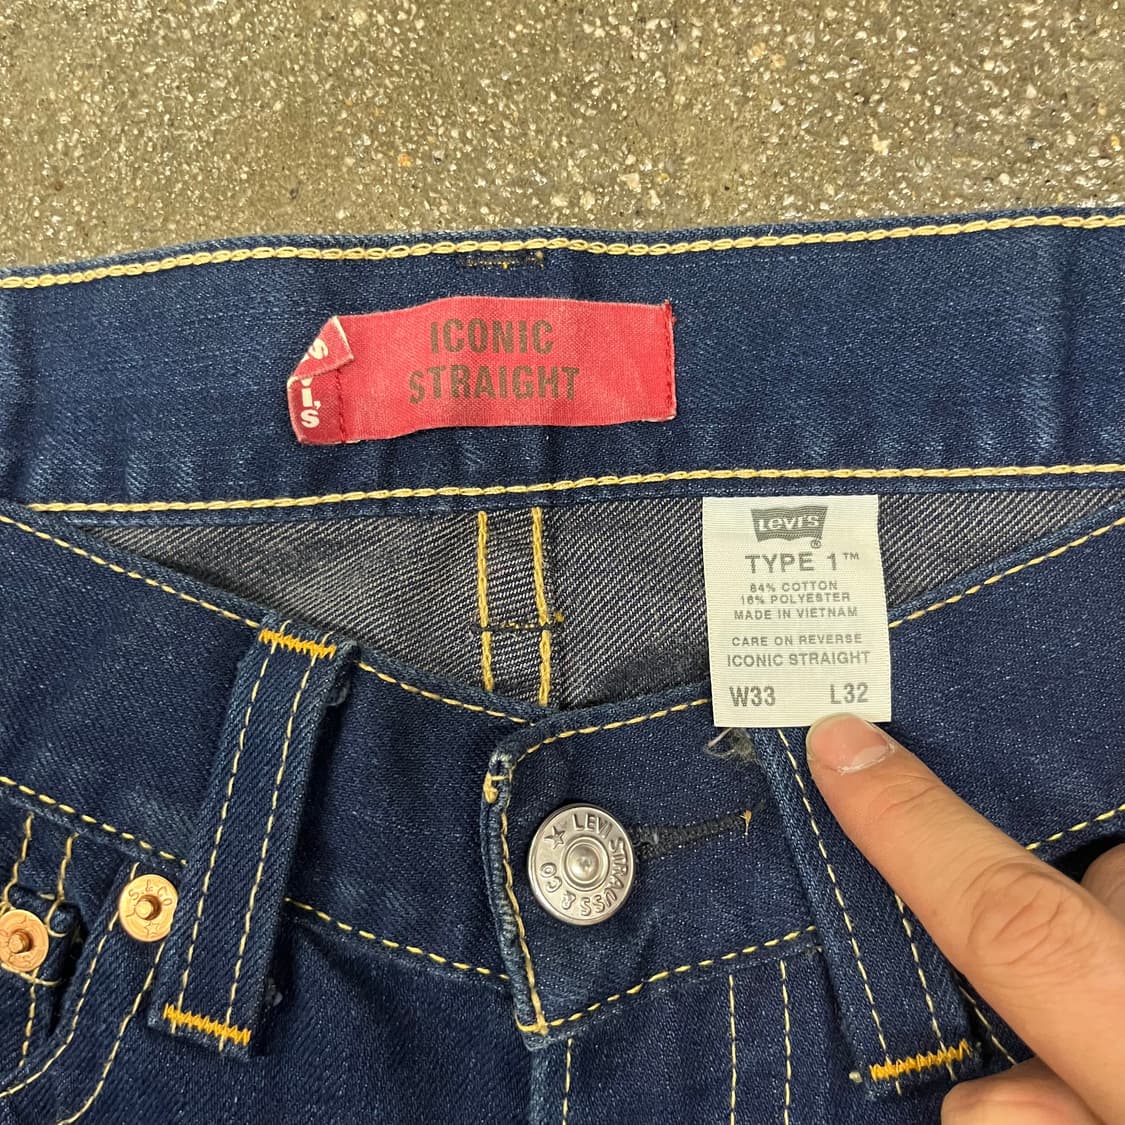 ICONIC
STRAIGHT
I'S
LEVI'S
®
TYPE 1™
84% COTTON
16% POLYESTER
MADE IN VIETNAM
CARE ON REVERSE
ICONIC STRAIGHT
W33 L32
LEVI STRAUSS & CO
S. & CO